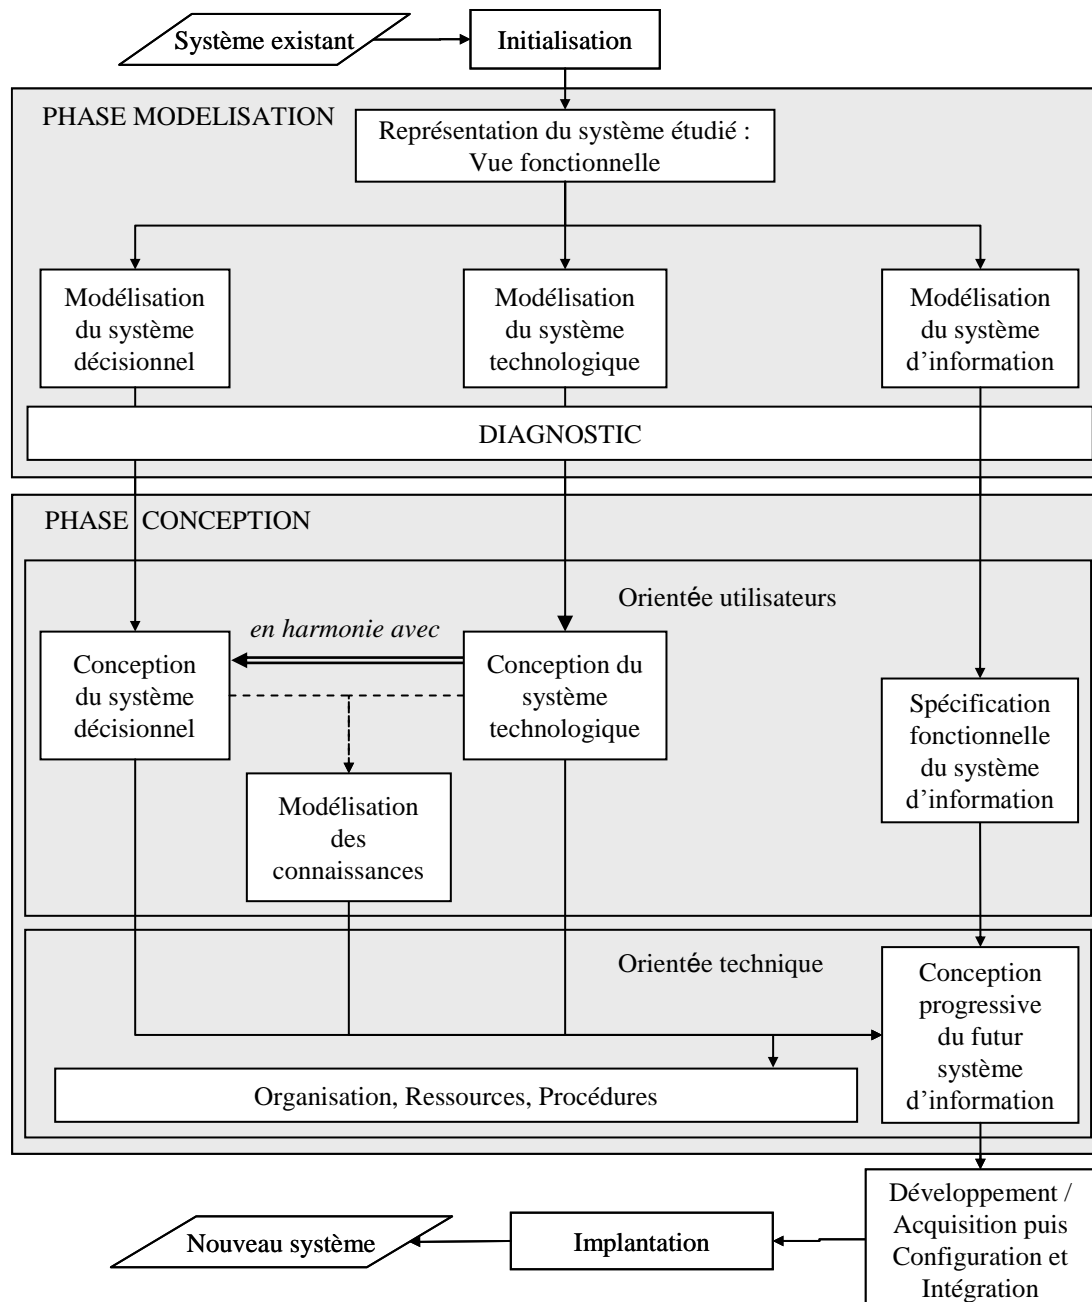 Système existant
Initialisation
PHASE MODELISATION
Représentation du système étudié :
Vue fonctionnelle
Modélisation
du système
décisionnel
Modélisation
du système
technologique
Modélisation
du système
d’information
DIAGNOSTIC
PHASE CONCEPTION
Orientée utilisateurs
en harmonie avec
Conception
du système
décisionnel
Conception du
système
technologique
Spécification
fonctionnelle
du système
d’information
Modélisation
des
connaissances
Orientée technique
Conception
progressive
du futur
système
d’information
Organisation, Ressources, Procédures
Développement /
Acquisition puis
Configuration et
Intégration
Implantation
Nouveau système